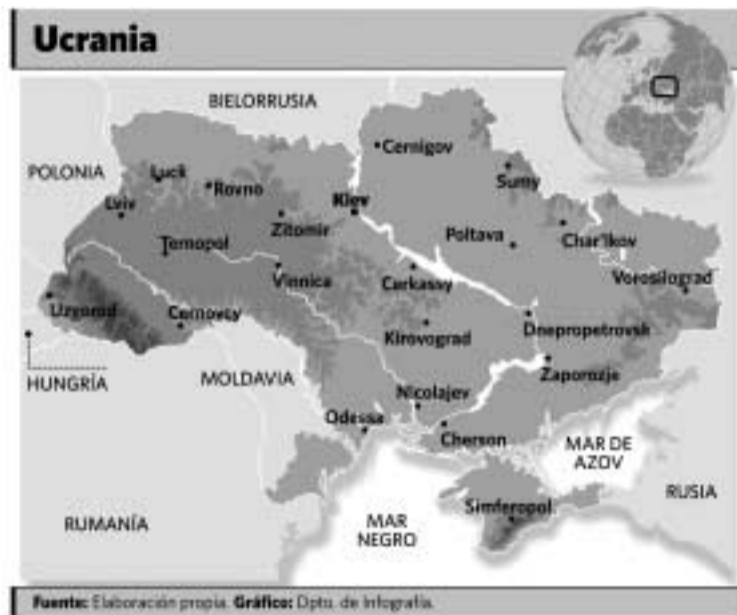 Ucrania
BIELORRUSIA
POLONIA
Cernigov
Luck
Rovno
Sumy
Kiev
Lviv
Zitomir
Poltava
Char'lkov
Ternopol
Vinnica
Carkassy
Vorosilograd
Uzgorod
Cernovcy
Kirovograd
Dnepropetrovsk
HUNGRÍA
MOLDAVIA
Zaporozje
Nicolajev
Odessa
Cherson
MAR DE
AZOV
RUSIA
Simferopol
RUMANÍA
MAR
NEGRO
Fuente: Elaboración propia. Gráfico: Dpto. de Infografía.